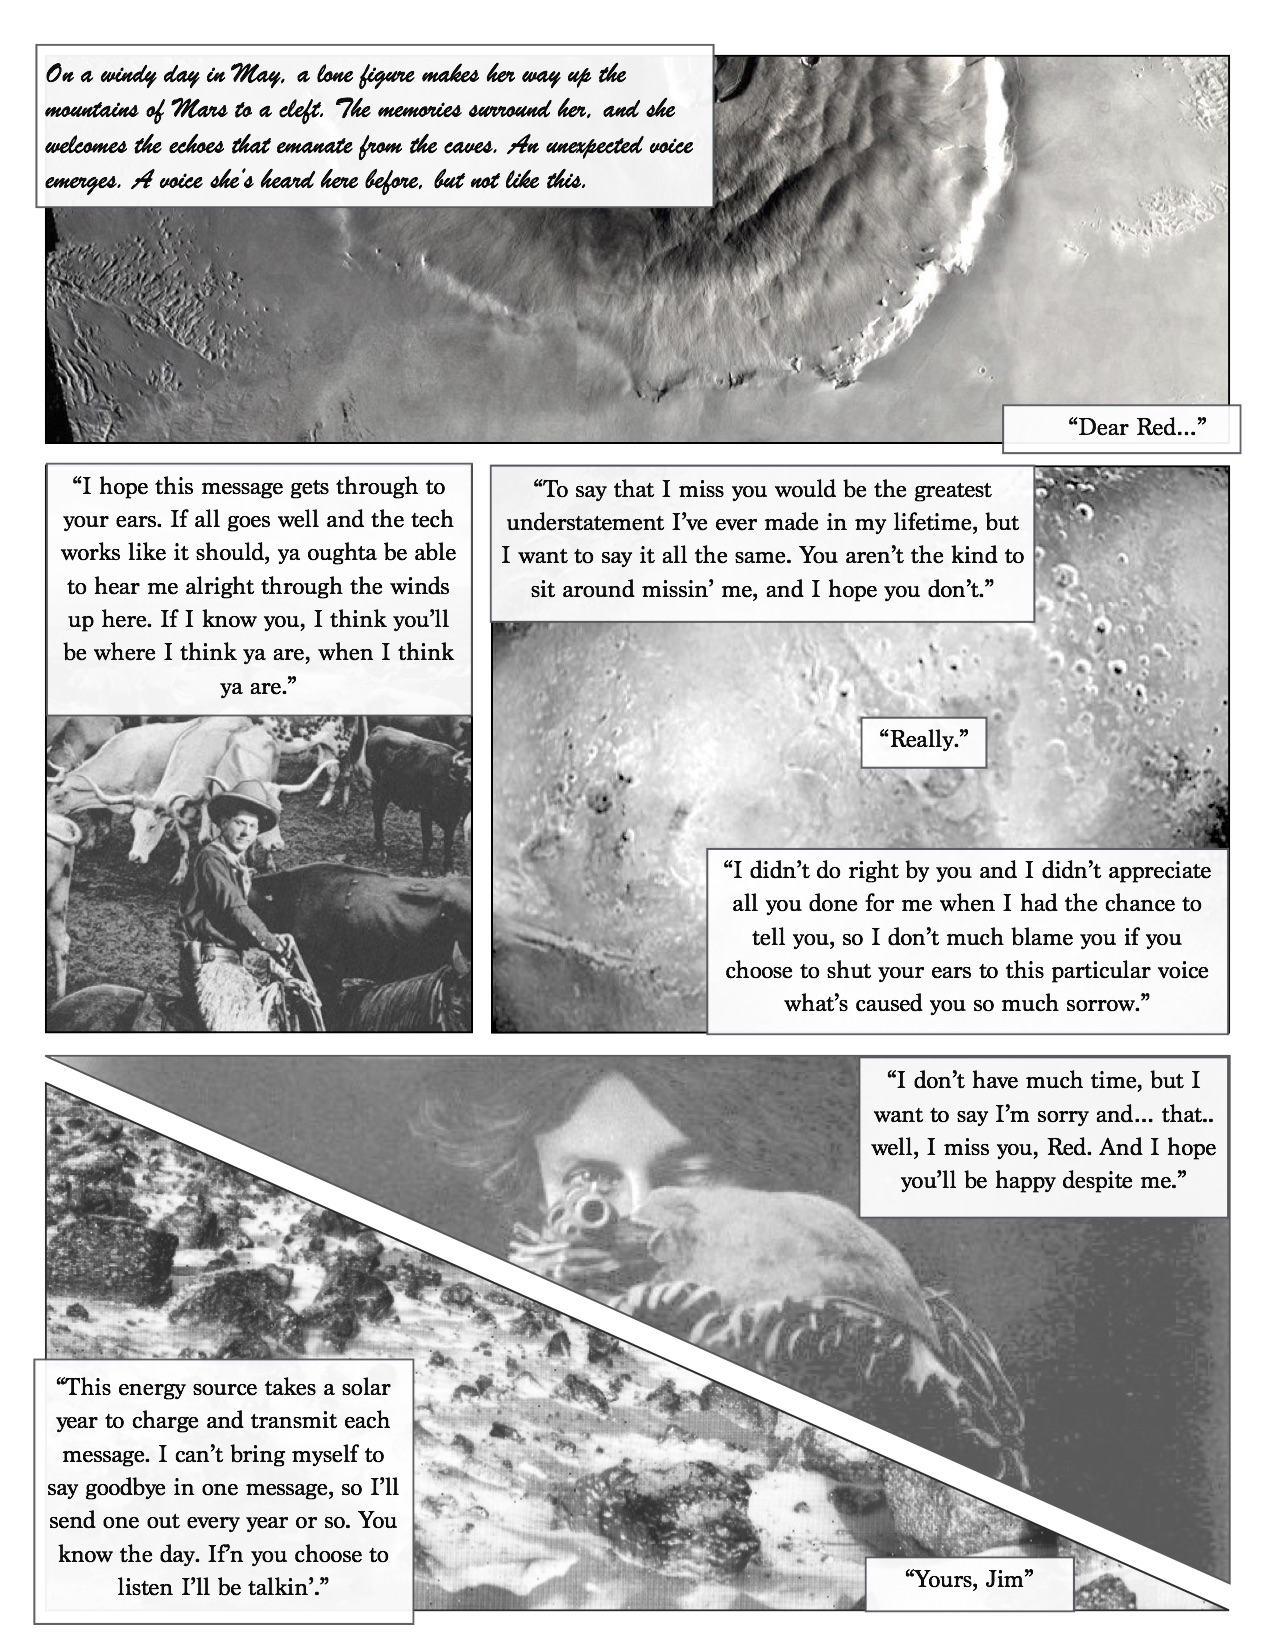 On a windy day in May, a lone figure makes her way up the
mountains of Mars to a cleft. The memories surround her, and she
welcomes the echoes that emanate from the caves. An unexpected voice
emerges. A voice she's heard here before, but not like this.
“Dear Red...”
“I hope this message gets through to
your ears. If all goes well and the tech
works like it should, ya oughta be able
to hear me alright through the winds
up here. If I know you, I think you’ll
be where I think ya are, when I think
ya are.”
“To say that I miss you would be the greatest
understatement I’ve ever made in my lifetime, but
I want to say it all the same. You aren’t the kind to
sit around missin’ me, and I hope you don’t.”
“Really.”
“I didn’t do right by you and I didn’t appreciate
all you done for me when I had the chance to
tell you, so I don’t much blame you if you
choose to shut your ears to this particular voice
what’s caused you so much sorrow.”
“I don’t have much time, but I
want to say I’m sorry and... that..
well, I miss you, Red. And I hope
you’ll be happy despite me.”
“This energy source takes a solar
year to charge and transmit each
message. I can’t bring myself to
say goodbye in one message, so I’ll
send one out every year or so. You
know the day. If’n you choose to
listen I’ll be talkin’.”
“Yours, Jim”